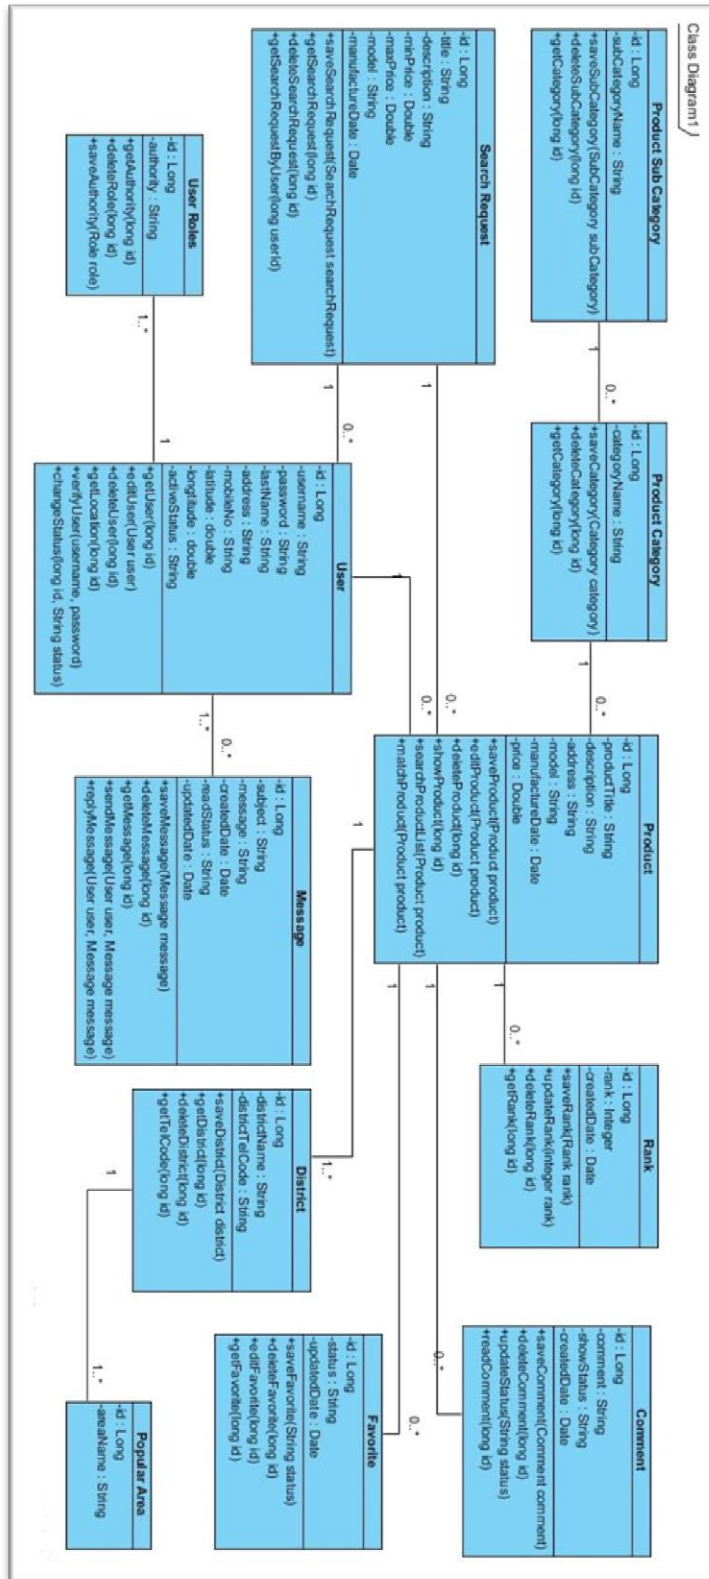 Class Diagram1
Product Sub Category
-id : Long
-subCategoryName : String
+saveSubCategory(SubCategory subCategory)
+deleteSubCategory(long id)
+getCategory(long id)
1
0..*
Product Category
-id : Long
-categoryName : String
+saveCategory(Category category)
+deleteCategory(long id)
+getCategory(long id)
1
0..*
Product
-id : Long
-productTitle : String
-description : String
-address : String
-model : String
-manufactureDate : Date
-price : Double
+saveProduct(Product product)
+editProduct(Product product)
+deleteProduct(long id)
+showProduct(long id)
+searchProductList(Product product)
+matchProduct(Product product)
1
0..*
Rank
-id : Long
-rank : Integer
-createdDate : Date
+saveRank(Rank rank)
+updateRank(integer rank)
+deleteRank(long id)
+getRank(long id)
1
0..*
Comment
-id : Long
-comment : String
-showStatus : String
-createdDate : Date
+saveComment(Comment comment)
+deleteComment(long id)
+updateStatus(String status)
+readComment(long id)
Search Request
-id : Long
-title : String
-description : String
-minPrice : Double
-maxPrice : Double
-model : String
-manufactureDate : Date
+saveSearchRequest(SearchRequest searchRequest)
+getSearchRequest(long id)
+deleteSearchRequest(long id)
+getSearchRequestByUser(long userId)
1
0..*
1
0..*
User
-id : Long
-username : String
-password : String
-lastName : String
-address : String
-mobileNo : String
-latitude : double
-longtitude : double
-activeStatus : String
+getUser(long id)
+editUser(User user)
+deleteUser(long id)
+getLocation(long id)
+verifyUser(username, password)
+changeStatus(long id, String status)
1
0..*
1
0..*
Favorite
-id : Long
-status : String
-updatedDate : Date
+saveFavorite(String status)
+deleteFavorite(long id)
+editFavorite(long id)
+getFavorite(long id)
User Roles
-id : Long
-authority : String
+getAuthority(long id)
+deleteRole(long id)
+saveAuthority(Role role)
1..*
1
1..*
0..*
Message
-id : Long
-subject : String
-message : String
-createdDate : Date
-readStatus : String
-updatedDate : Date
+saveMessage(Message message)
+deleteMessage(long id)
+getMessage(long id)
+sendMessage(User user, Message message)
+replyMessage(User user, Message message)
1
1..*
District
-id : Long
-districtName : String
-districtTelCode : String
+saveDistrict(District district)
+getDistrict(long id)
+deleteDistrict(long id)
+getTelCode(long id)
1
1..*
Popular Area
-id : Long
-areaName : String